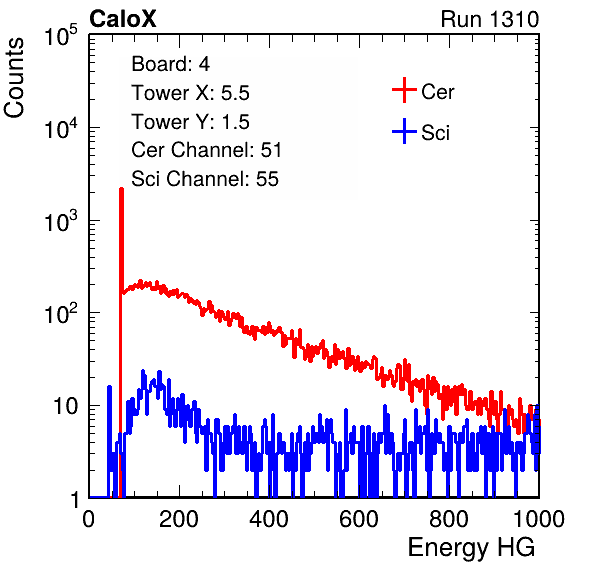 CaloX Run 1310
Counts
10^5
10^4
10^3
10^2
10
1
Board: 4
Tower X: 5.5
Tower Y: 1.5
Cer Channel: 51
Sci Channel: 55
Cer
Sci
0 200 400 600 800 1000
Energy HG